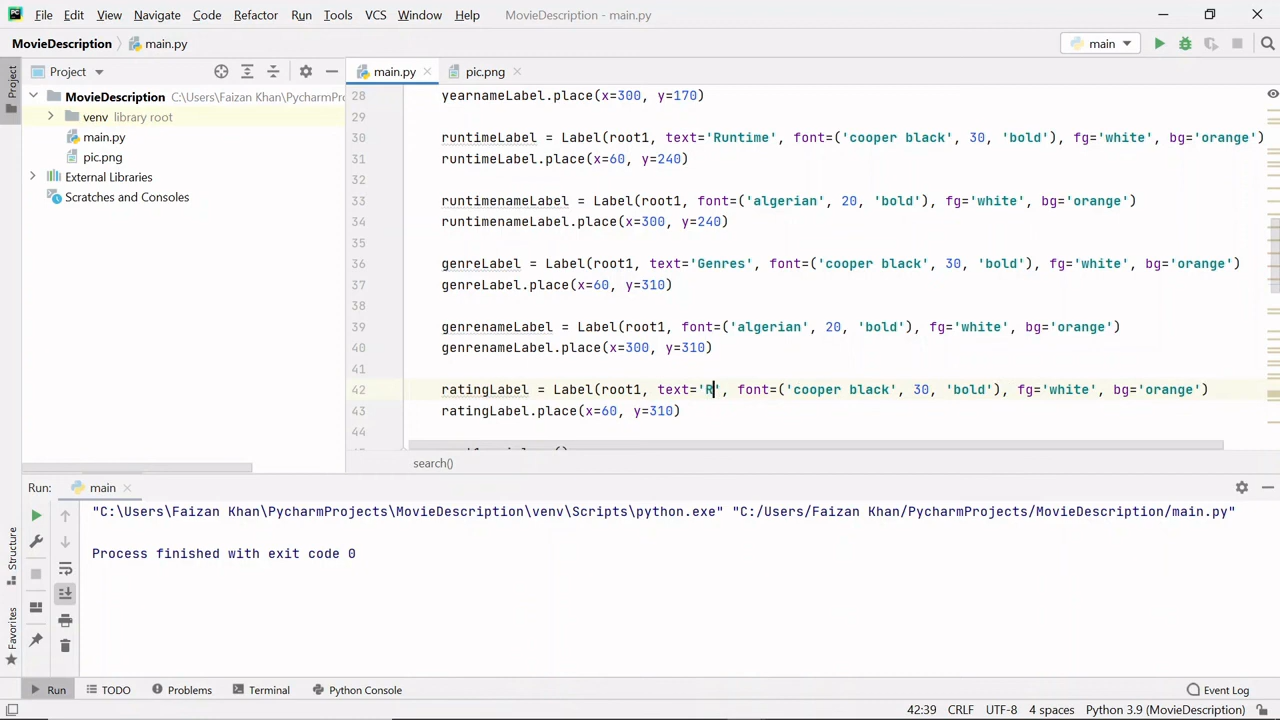 File Edit View Navigate Code Refactor Run Tools VCS Window Help MovieDescription - main.py
MovieDescription main.py main
Project main.py pic.png
Project
MovieDescription C:\Users\Faizan Khan\PycharmPr
venv library root
main.py
pic.png
External Libraries
Scratches and Consoles
28 yearnameLabel.place(x=300, y=170)
29
30 runtimeLabel = Label(root1, text='Runtime', font=('cooper black', 30, 'bold'), fg='white', bg='orange')
31 runtimeLabel.place(x=60, y=240)
32
33 runtimenameLabel = Label(root1, font=('algerian', 20, 'bold'), fg='white', bg='orange')
34 runtimenameLabel.place(x=300, y=240)
35
36 genreLabel = Label(root1, text='Genres', font=('cooper black', 30, 'bold'), fg='white', bg='orange')
37 genreLabel.place(x=60, y=310)
38
39 genrenameLabel = Label(root1, font=('algerian', 20, 'bold'), fg='white', bg='orange')
40 genrenameLabel.place(x=300, y=310)
41
42 ratingLabel = Label(root1, text='R', font=('cooper black', 30, 'bold'), fg='white', bg='orange')
43 ratingLabel.place(x=60, y=310)
44
search()
Run: main
"C:\Users\Faizan Khan\PycharmProjects\MovieDescription\venv\Scripts\python.exe" "C:/Users/Faizan Khan/PycharmProjects/MovieDescription/main.py"
Process finished with exit code 0
Structure
Favorites
Run TODO Problems Terminal Python Console Event Log
42:39 CRLF UTF-8 4 spaces Python 3.9 (MovieDescription)